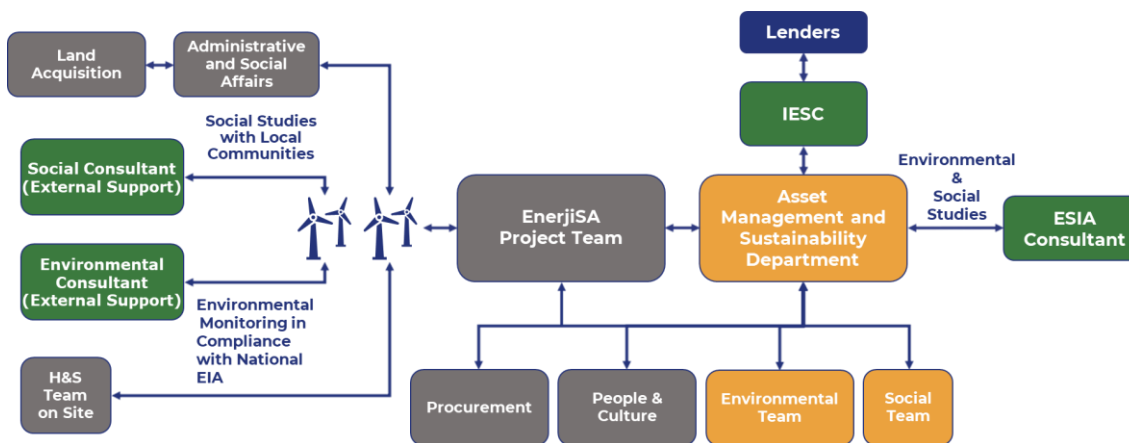 Land
Acquisition
Administrative
and Social
Affairs
Social Studies
with Local
Communities
Social Consultant
(External Support)
Environmental
Consultant
(External Support)
Environmental
Monitoring in
Compliance
with National
EIA
H&S
Team
on Site
EnerjiSA
Project Team
Lenders
IESC
Asset
Management and
Sustainability
Department
Environmental
&
Social
Studies
ESIA
Consultant
Procurement
People &
Culture
Environmental
Team
Social
Team